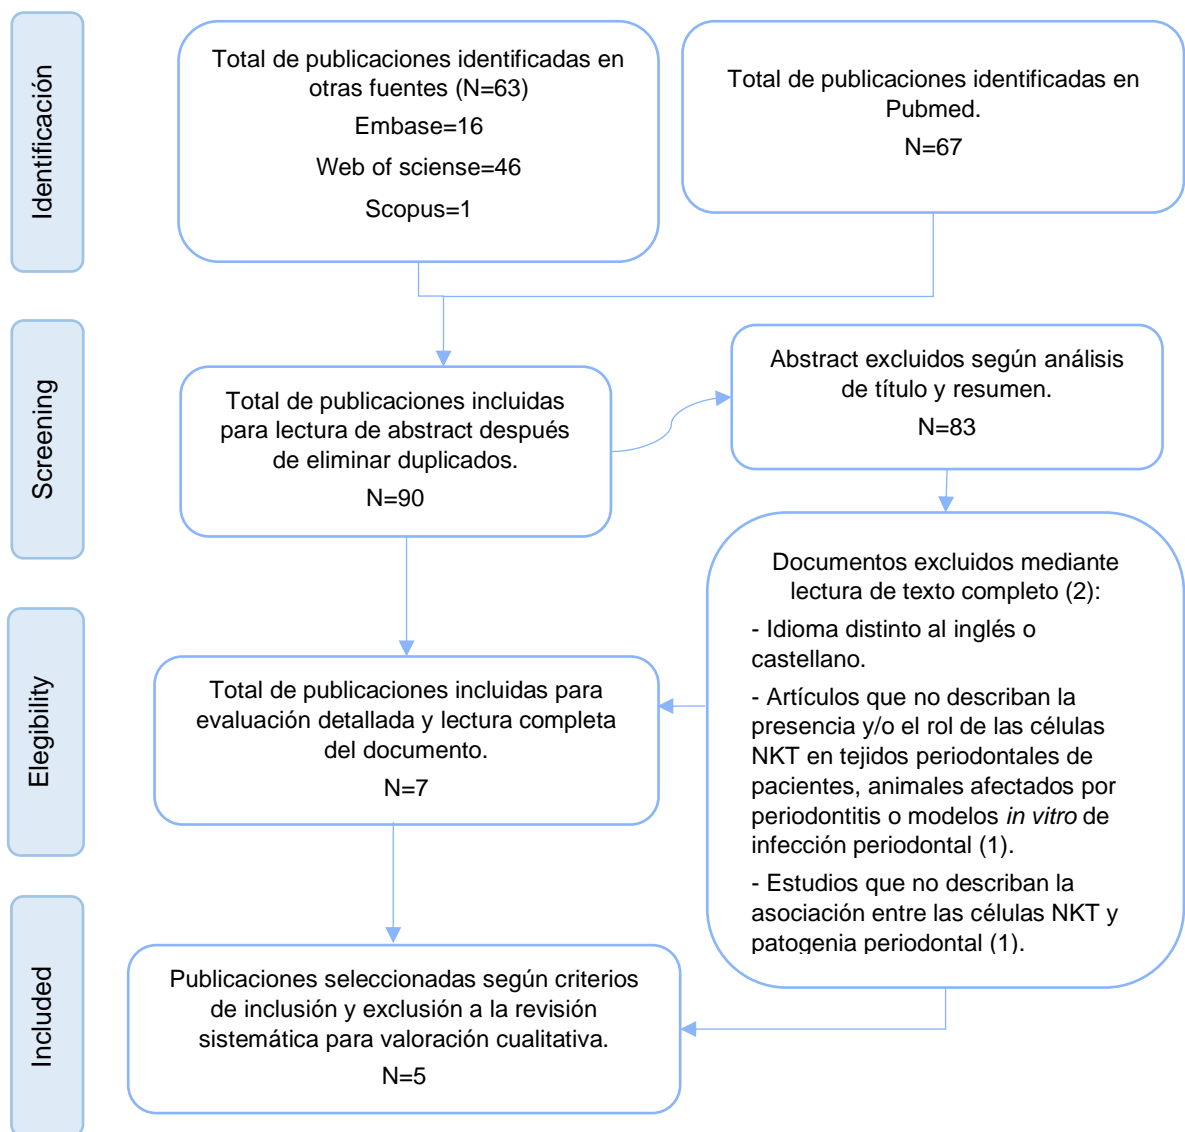 Identificación
Total de publicaciones identificadas en
otras fuentes (N=63)
Embase=16
Web of sciense=46
Scopus=1
Total de publicaciones identificadas en
Pubmed.
N=67
Screening
Total de publicaciones incluidas
para lectura de abstract después
de eliminar duplicados.
N=90
Abstract excluidos según análisis
de título y resumen.
N=83
Elegibility
Total de publicaciones incluidas para
evaluación detallada y lectura completa
del documento.
N=7
Documentos excluidos mediante
lectura de texto completo (2):
- Idioma distinto al inglés o
castellano.
- Artículos que no describan la
presencia y/o el rol de las células
NKT en tejidos periodontales de
pacientes, animales afectados por
periodontitis o modelos in vitro de
infección periodontal (1).
- Estudios que no describan la
asociación entre las células NKT y
patogenia periodontal (1).
Included
Publicaciones seleccionadas según criterios
de inclusión y exclusión a la revisión
sistemática para valoración cualitativa.
N=5